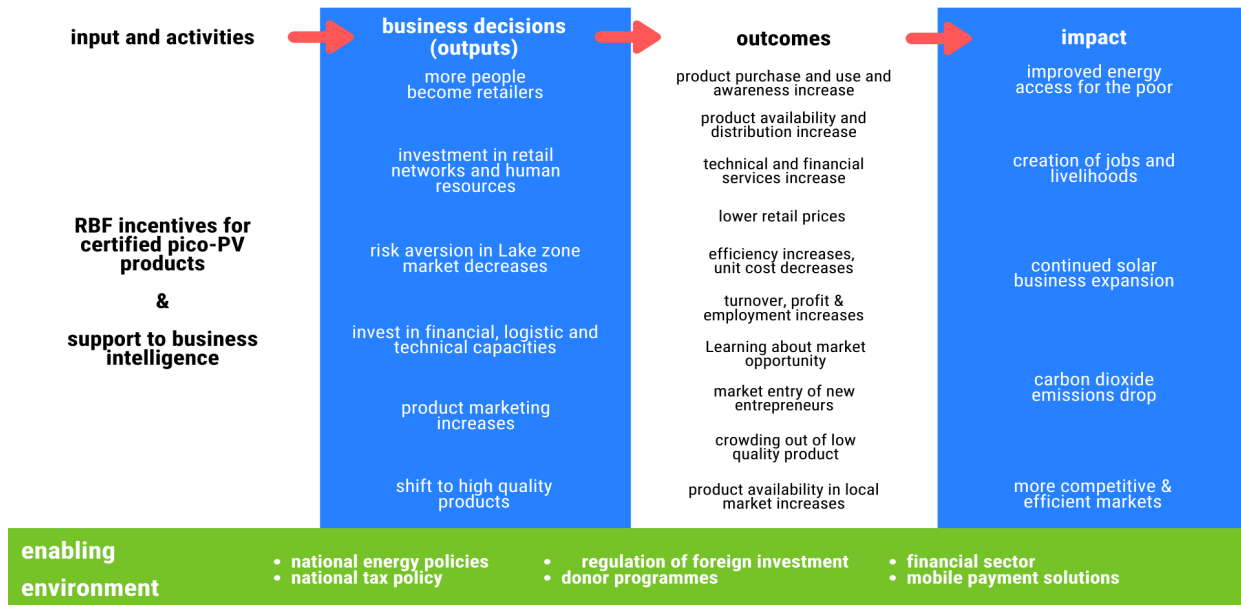 input and activities
RBF incentives for
certified pico-PV
products
&
support to business
intelligence
business decisions
(outputs)
more people
become retailers
investment in retail
networks and human
resources
risk aversion in Lake zone
market decreases
invest in financial, logistic and
technical capacities
product marketing
increases
shift to high quality
products
outcomes
product purchase and use and
awareness increase
product availability and
distribution increase
technical and financial
services increase
lower retail prices
efficiency increases,
unit cost decreases
turnover, profit &
employment increases
Learning about market
opportunity
market entry of new
entrepreneurs
crowding out of low
quality product
product availability in local
market increases
impact
improved energy
access for the poor
creation of jobs and
livelihoods
continued solar
business expansion
carbon dioxide
emissions drop
more competitive &
efficient markets
enabling
environment
• national energy policies
• national tax policy
• regulation of foreign investment
• donor programmes
• financial sector
• mobile payment solutions